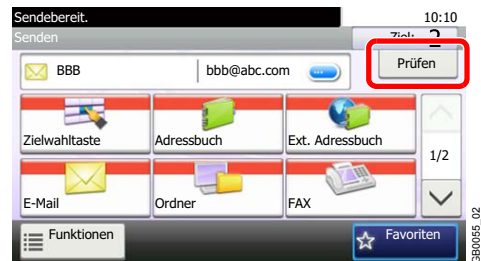 Sendebereit. 10:10
Senden Ziel: 2
BBB bbb@abc.com Prüfen
Zielwahltaste Adressbuch Ext. Adressbuch
1/2
E-Mail Ordner FAX
Funktionen Favoriten
GB0055_02